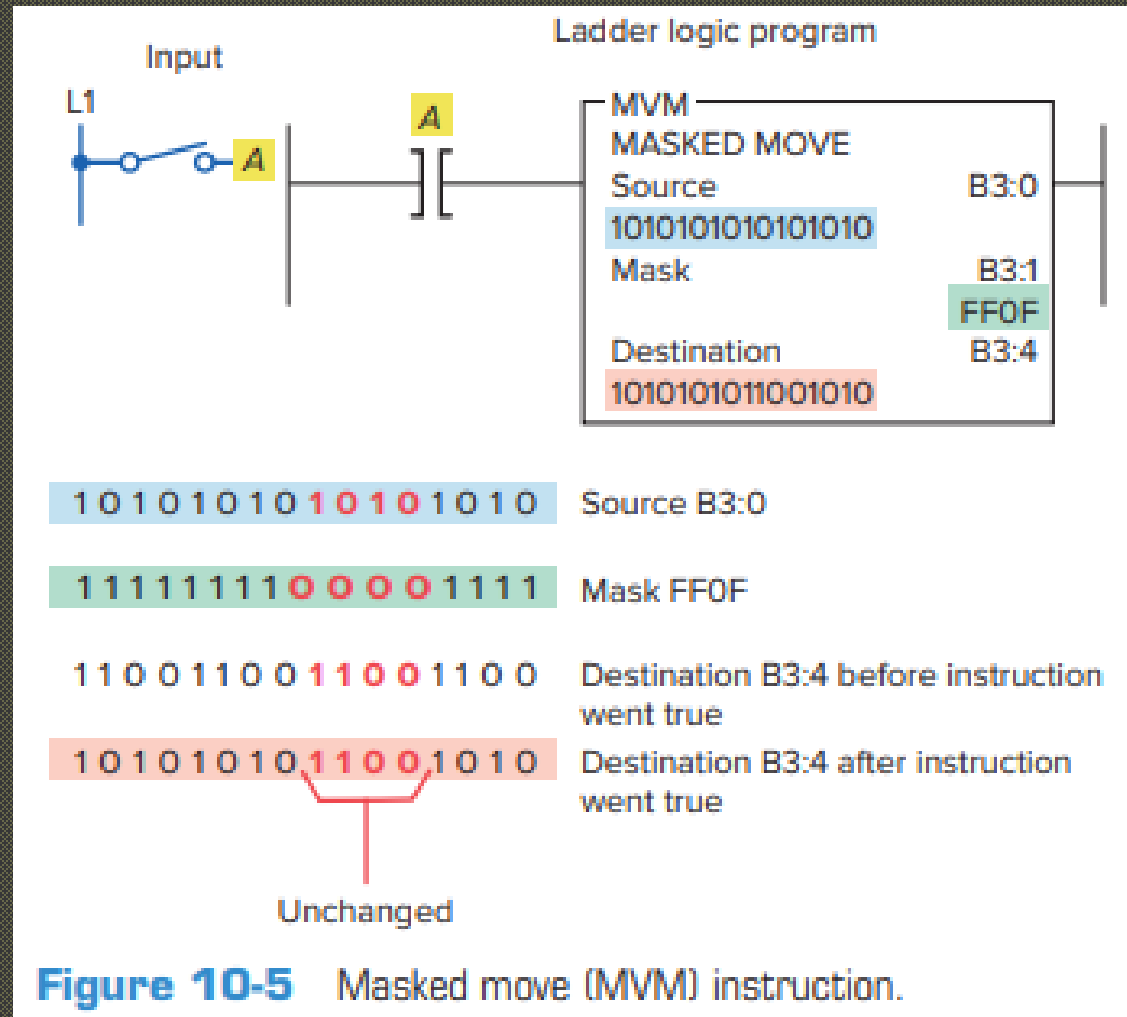 Ladder logic program
Input
L1
A
A
MVM
MASKED MOVE
Source B3:0
1010101010101010
Mask B3:1
FF0F
Destination B3:4
1010101011001010
1 0 1 0 1 0 1 0 1 0 1 0 1 0 1 0 Source B3:0
1 1 1 1 1 1 1 1 0 0 0 0 1 1 1 1 Mask FF0F
1 1 0 0 1 1 0 0 1 1 0 0 1 1 0 0 Destination B3:4 before instruction
went true
1 0 1 0 1 0 1 0 1 1 0 0 1 0 1 0 Destination B3:4 after instruction
went true
Unchanged
Figure 10-5 Masked move (MVM) instruction.